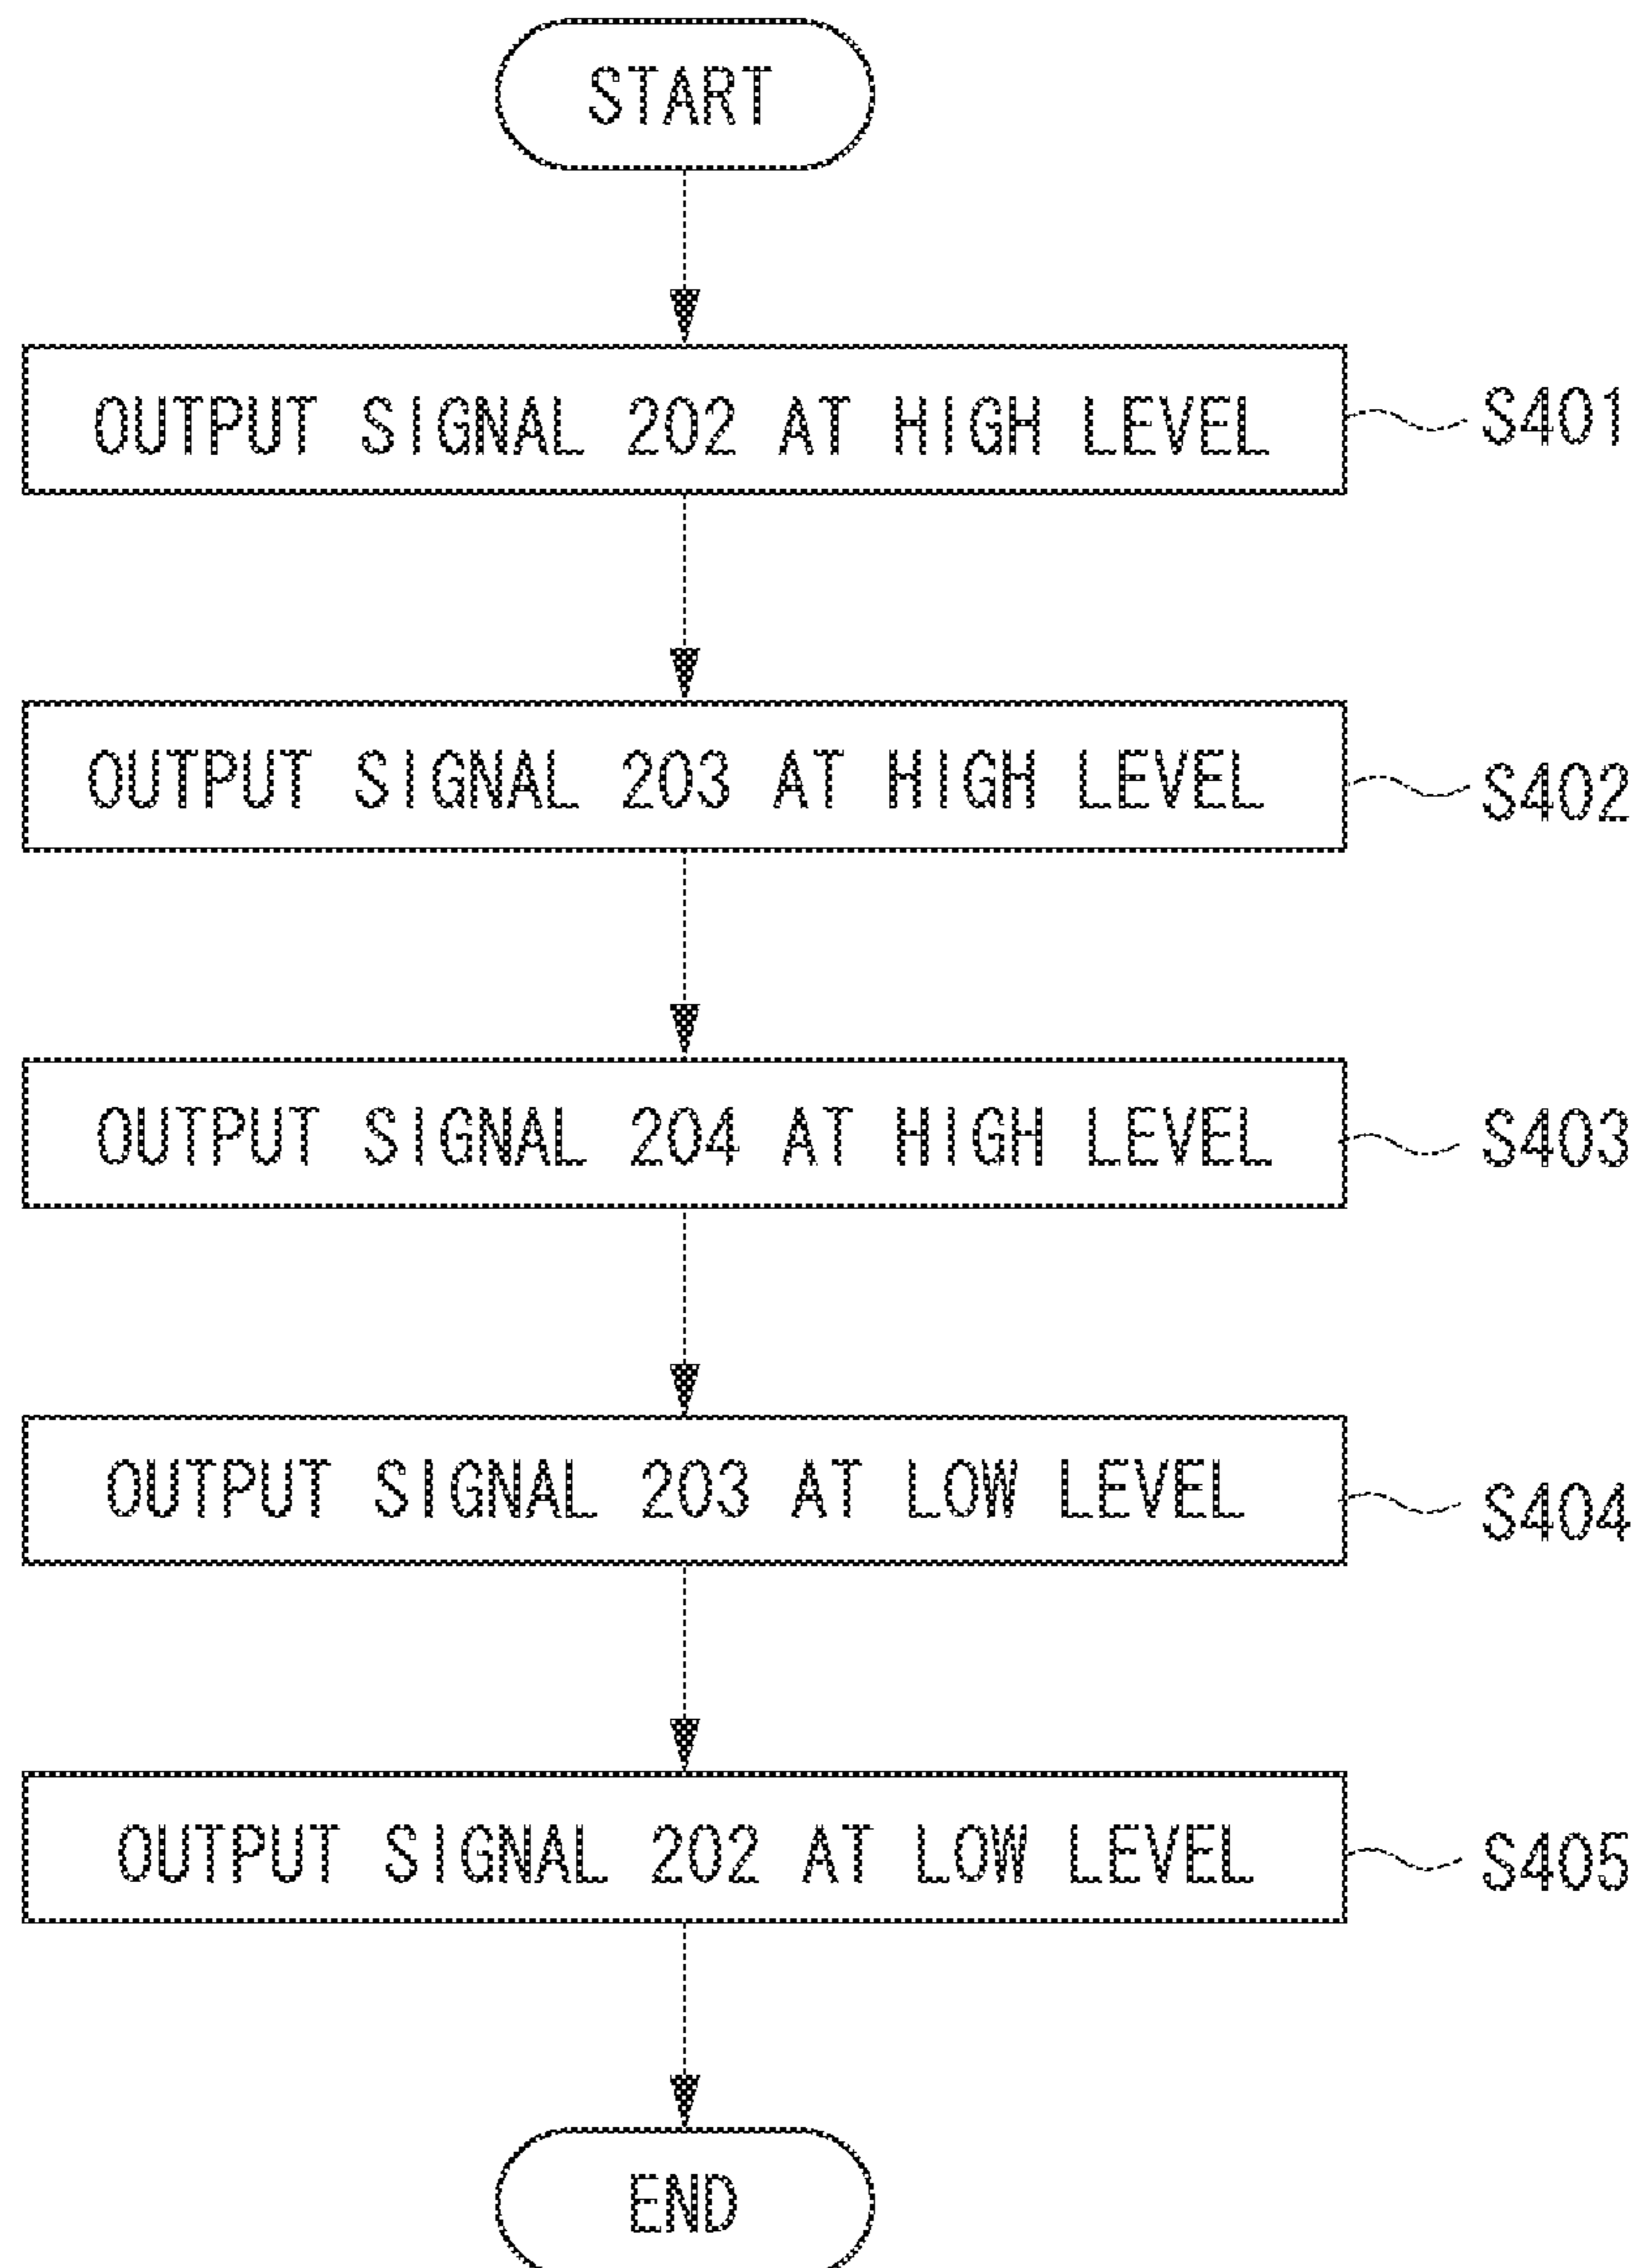 START
OUTPUT SIGNAL 202 AT HIGH LEVEL S401
OUTPUT SIGNAL 203 AT HIGH LEVEL S402
OUTPUT SIGNAL 204 AT HIGH LEVEL S403
OUTPUT SIGNAL 203 AT LOW LEVEL S404
OUTPUT SIGNAL 202 AT LOW LEVEL S405
END